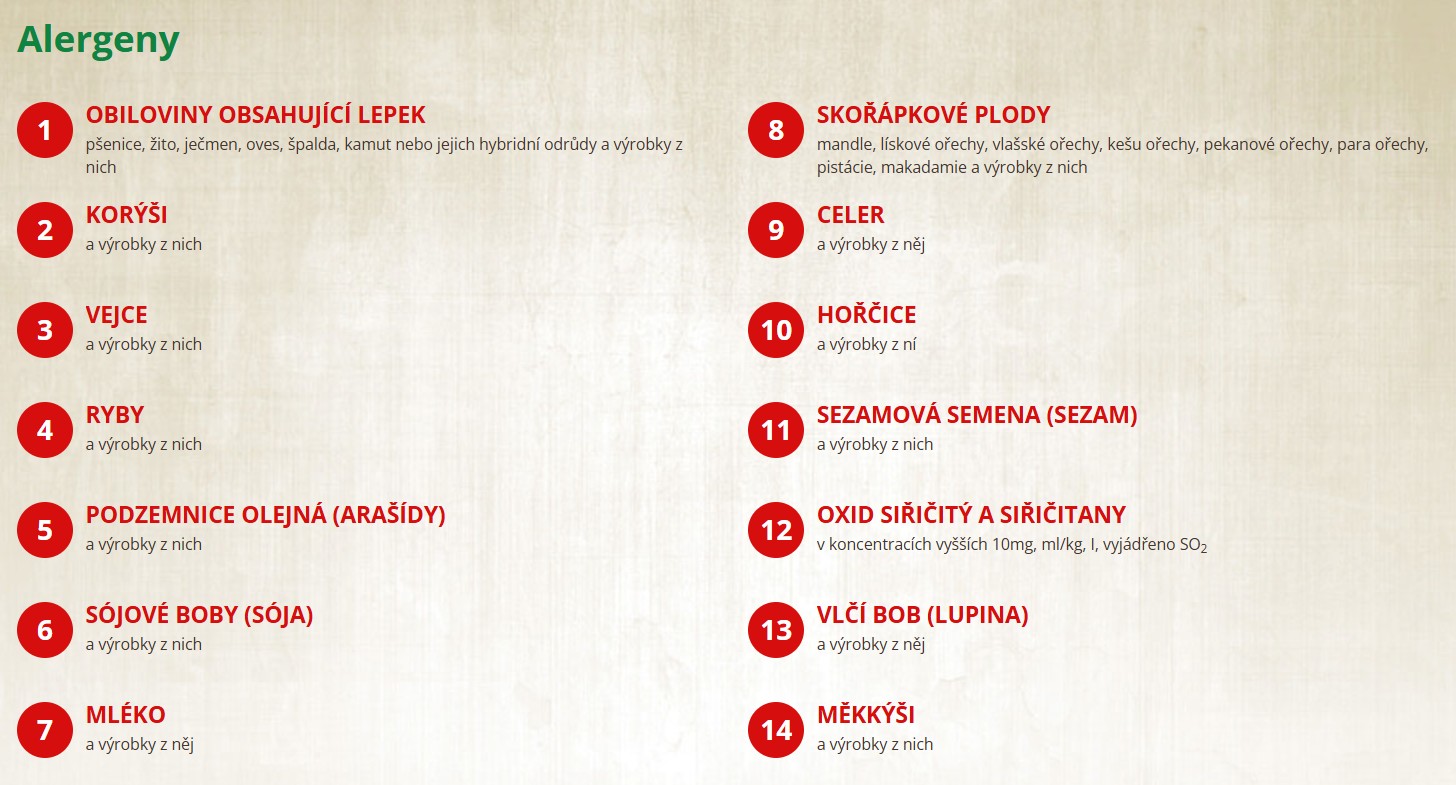 Alergeny
1
OBILOVINY OBSAHUJÍCÍ LEPEK
pšenice, žito, ječmen, oves, špalda, kamut nebo jejich hybridní odrůdy a výrobky z
nich
2
KORÝŠI
a výrobky z nich
3
VEJCE
a výrobky z nich
4
RYBY
a výrobky z nich
5
PODZEMNICE OLEJNÁ (ARAŠÍDY)
a výrobky z nich
6
SÓJOVÉ BOBY (SÓJA)
a výrobky z nich
7
MLÉKO
a výrobky z něj
8
SKOŘÁPKOVÉ PLODY
mandle, lískové ořechy, vlašské ořechy, kešu ořechy, pekanové ořechy, para ořechy,
pistácie, makadamie a výrobky z nich
9
CELER
a výrobky z něj
10
HOŘČICE
a výrobky z ní
11
SEZAMOVÁ SEMENA (SEZAM)
a výrobky z nich
12
OXID SIŘIČITÝ A SIŘIČITANY
v koncentracích vyšších 10mg, ml/kg, l, vyjádřeno SO₂
13
VLČÍ BOB (LUPINA)
a výrobky z něj
14
MĚKKÝŠI
a výrobky z nich